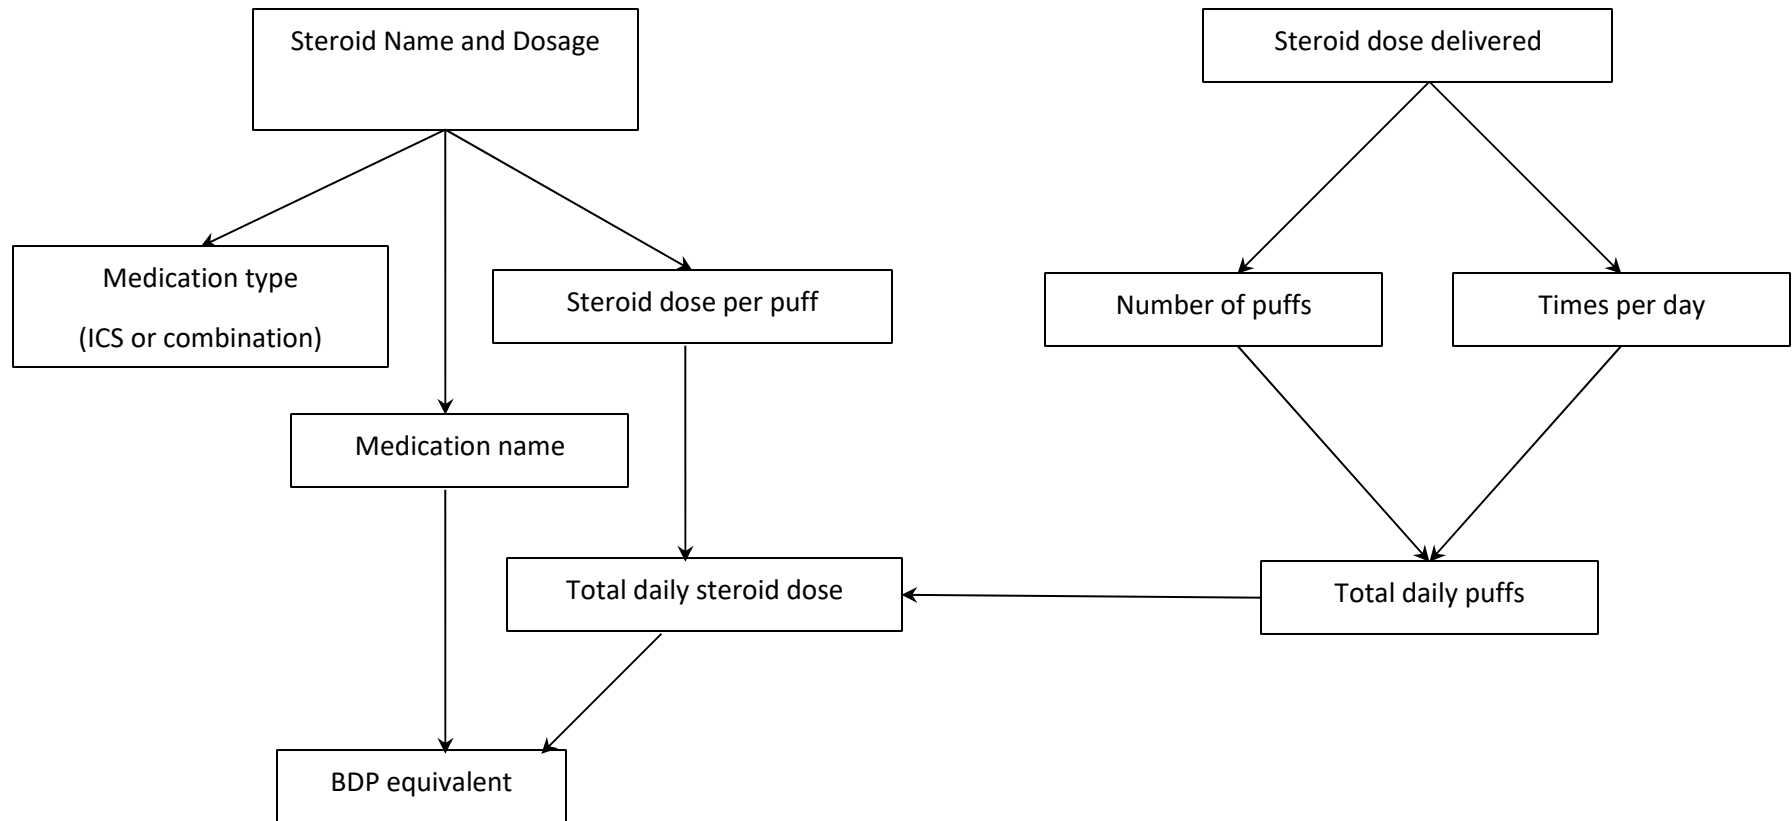 Steroid Name and Dosage
Steroid dose delivered
Medication type
(ICS or combination)
Steroid dose per puff
Number of puffs
Times per day
Medication name
Total daily steroid dose
Total daily puffs
BDP equivalent